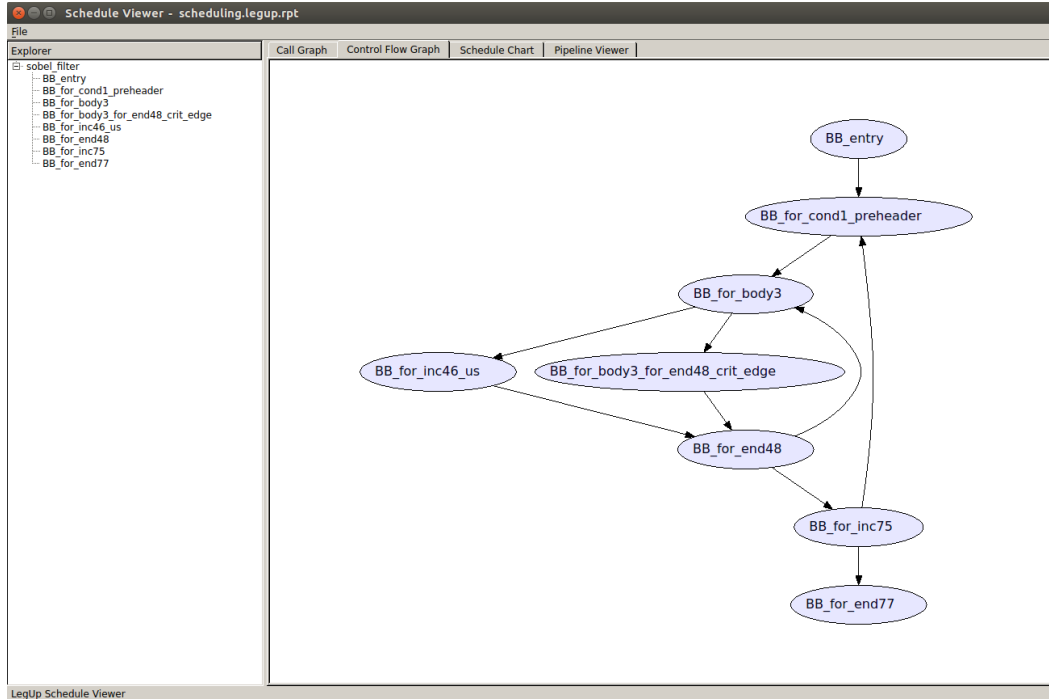 Schedule Viewer - scheduling.legup.rpt
File
Explorer
sobel_filter
BB_entry
BB_for_cond1_preheader
BB_for_body3
BB_for_body3_for_end48_crit_edge
BB_for_inc46_us
BB_for_end48
BB_for_inc75
BB_for_end77
Call Graph Control Flow Graph Schedule Chart Pipeline Viewer
BB_entry
BB_for_cond1_preheader
BB_for_body3
BB_for_inc46_us BB_for_body3_for_end48_crit_edge
BB_for_end48
BB_for_inc75
BB_for_end77
LegUp Schedule Viewer